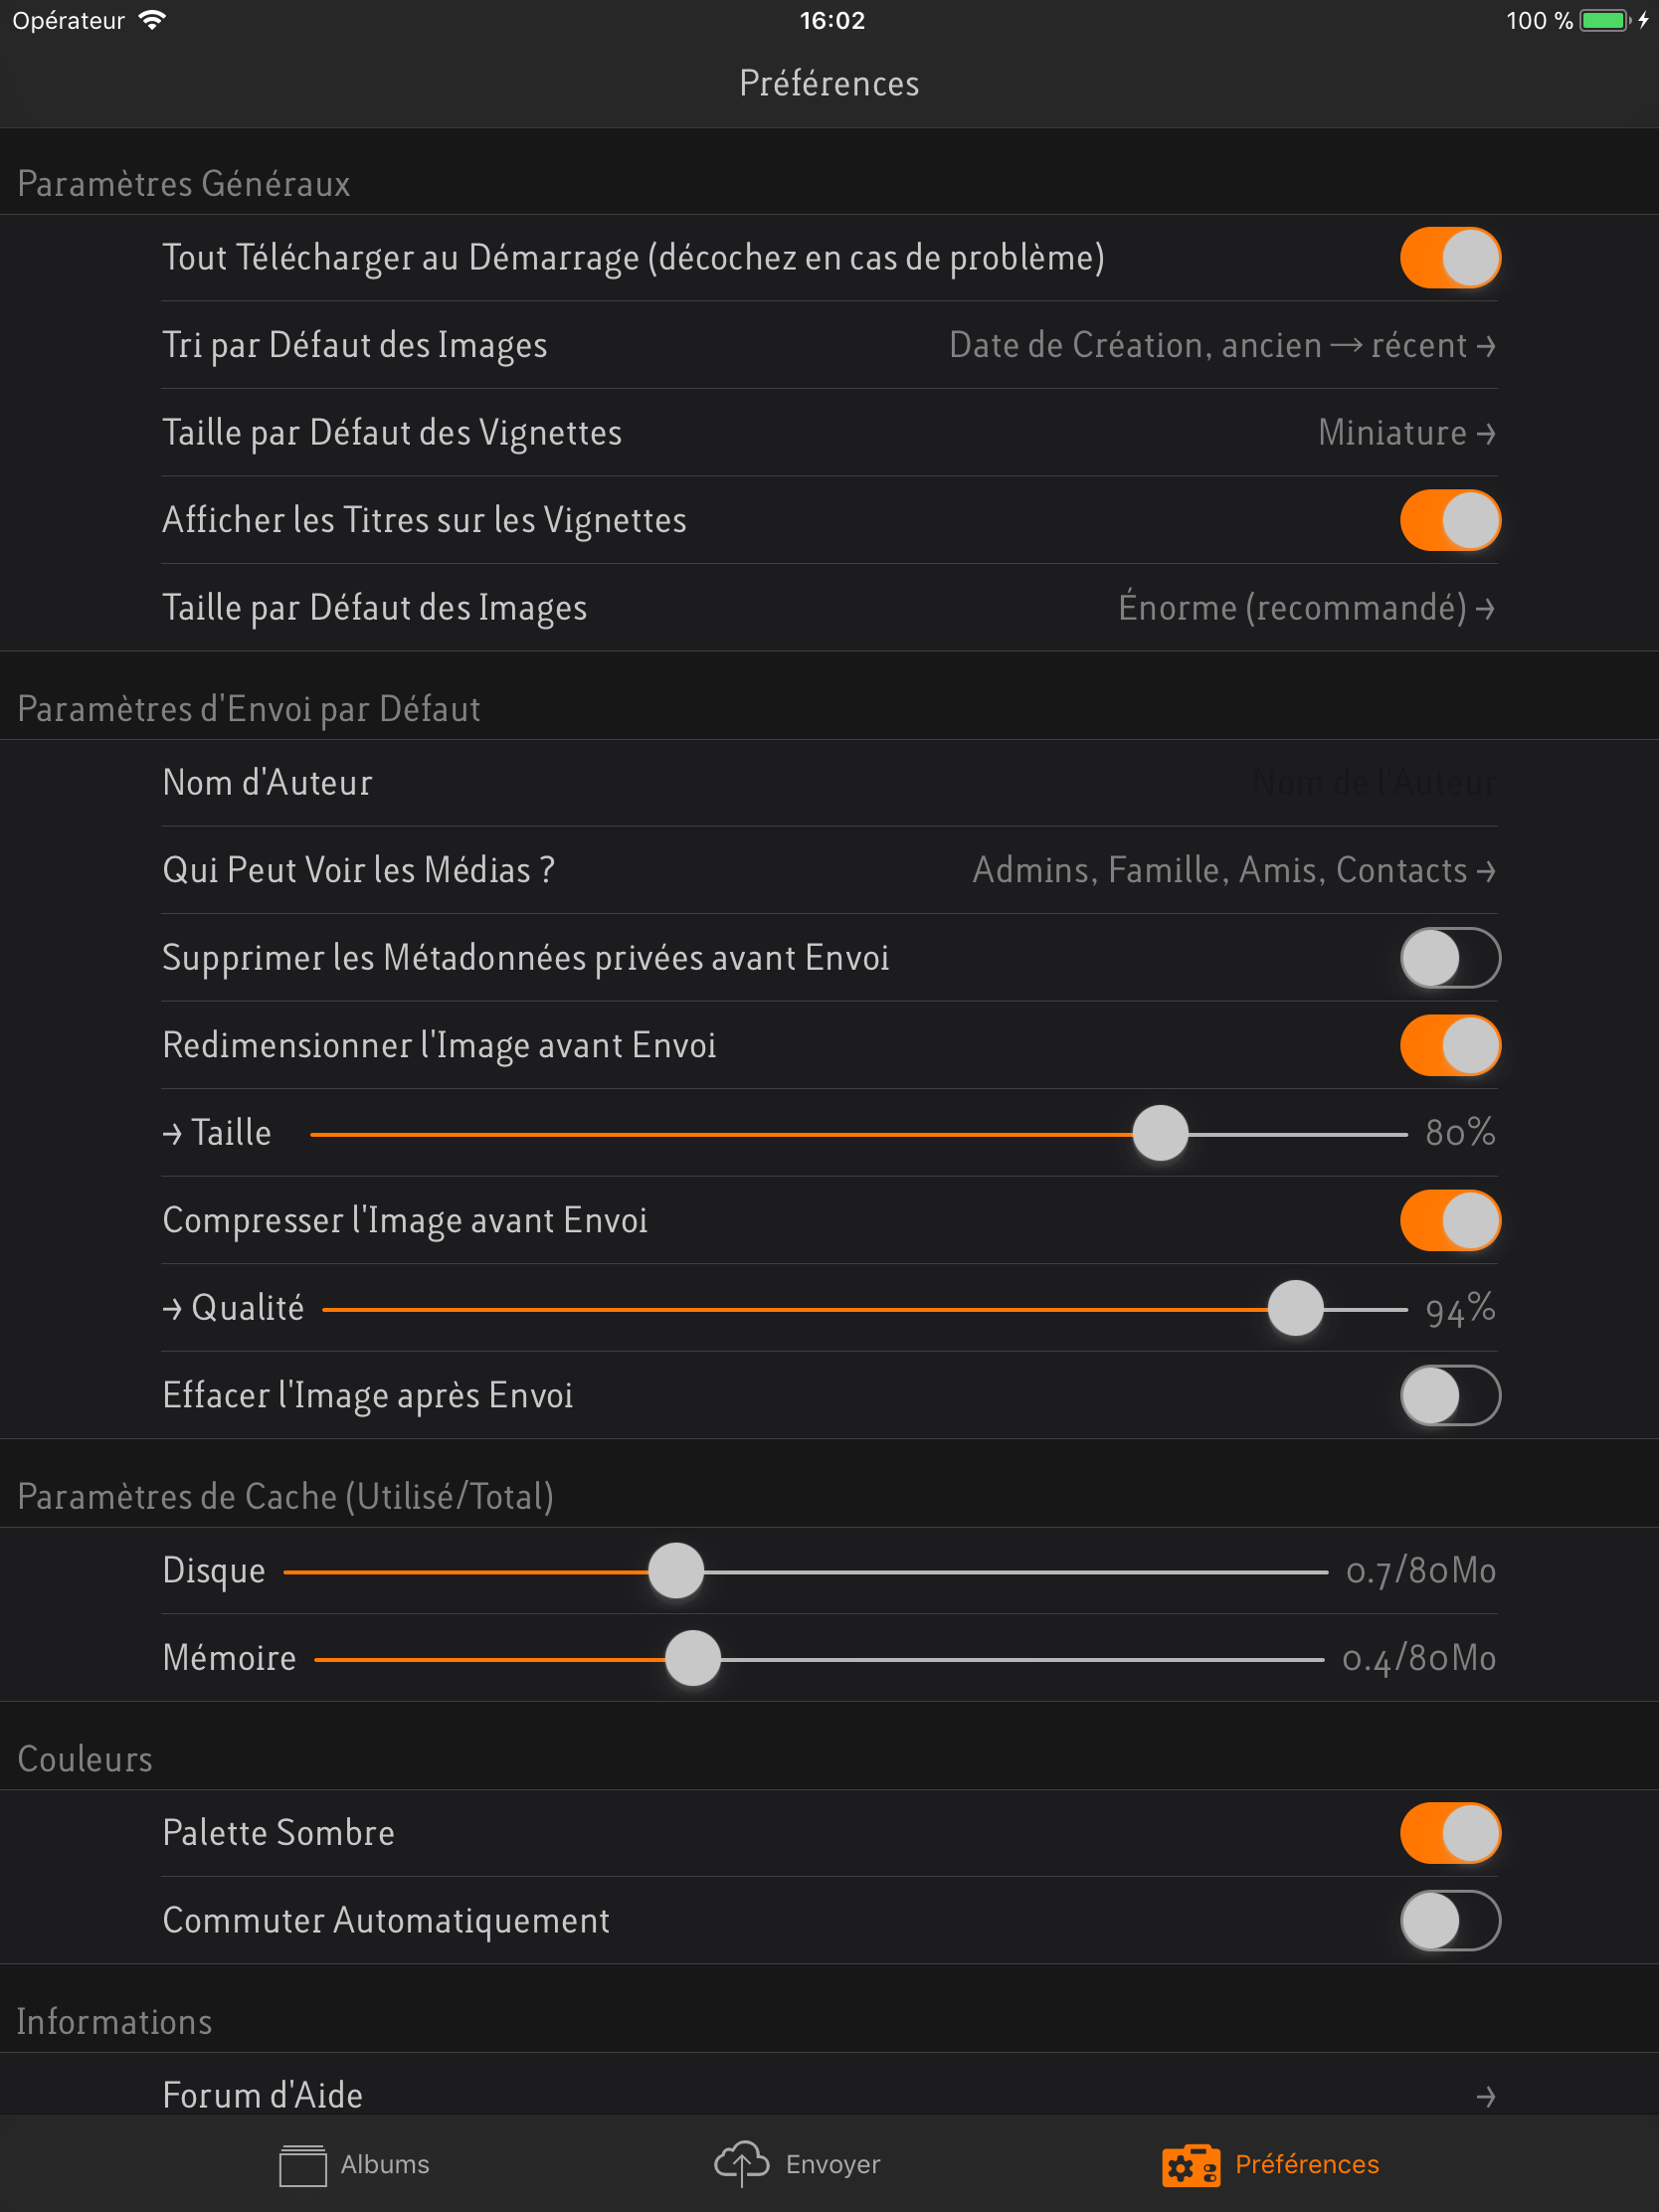 Opérateur 16:02 100 %
Préférences
Paramètres Généraux
Tout Télécharger au Démarrage (décochez en cas de problème)
Tri par Défaut des Images Date de Création, ancien → récent →
Taille par Défaut des Vignettes Miniature →
Afficher les Titres sur les Vignettes
Taille par Défaut des Images Énorme (recommandé) →
Paramètres d'Envoi par Défaut
Nom d'Auteur Nom de l'Auteur
Qui Peut Voir les Médias ? Admins, Famille, Amis, Contacts →
Supprimer les Métadonnées privées avant Envoi
Redimensionner l'Image avant Envoi
→ Taille 80%
Compresser l'Image avant Envoi
→ Qualité 94%
Effacer l'Image après Envoi
Paramètres de Cache (Utilisé/Total)
Disque 0.7/80Mo
Mémoire 0.4/80Mo
Couleurs
Palette Sombre
Commuter Automatiquement
Informations
Forum d'Aide →
Albums Envoyer Préférences